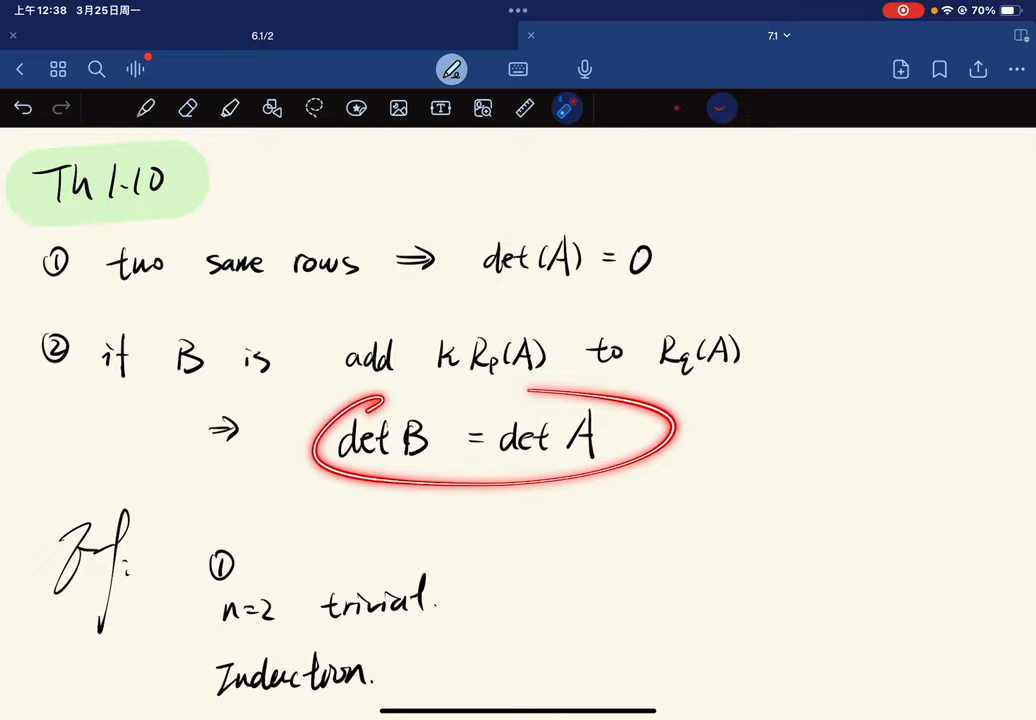 上午12:38 3月25日周一
70%
6.1/2
7.1
Th 1.10
① two same rows ⇒ det(A) = 0
② if B is add k Rp(A) to Rq(A)
⇒ det B = det A
Proof:
①
n=2 trivial.
Induction.